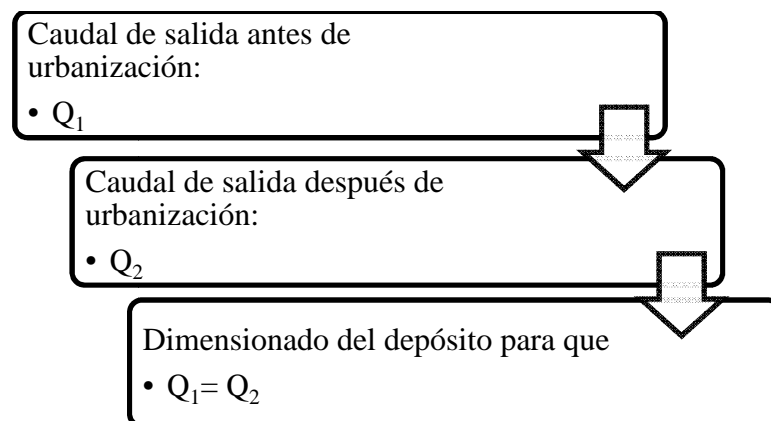 Caudal de salida antes de
urbanización:
• Q₁
Caudal de salida después de
urbanización:
• Q₂
Dimensionado del depósito para que
• Q₁= Q₂